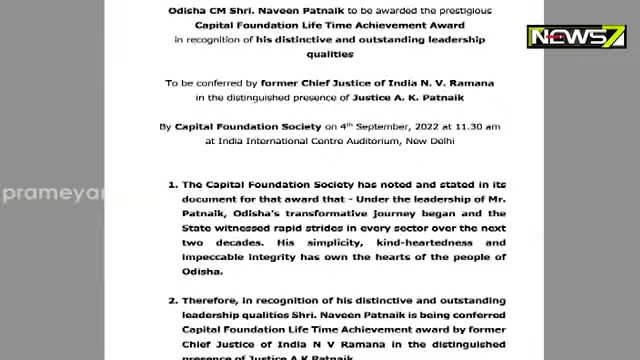 Odisha CM Shri. Naveen Patnaik to be awarded the prestigious
Capital Foundation Life Time Achievement Award
in recognition of his distinctive and outstanding leadership
qualities
NEWS7
To be conferred by former Chief Justice of India N. V. Ramana
in the distinguished presence of Justice A. K. Patnaik
By Capital Foundation Society on 4th September, 2022 at 11.30 am
at India International Centre Auditorium, New Delhi
prameya
1. The Capital Foundation Society has noted and stated in its
document for that award that - Under the leadership of Mr.
Patnaik, Odisha's transformative journey began and the
State witnessed rapid strides in every sector over the next
two decades. His simplicity, kind-heartedness and
impeccable integrity has own the hearts of the people of
Odisha.
2. Therefore, in recognition of his distinctive and outstanding
leadership qualities Shri. Naveen Patnaik is being conferred
Capital Foundation Life Time Achievement award by former
Chief Justice of India N V Ramana in the distinguished
presence of Justice A K Patnaik